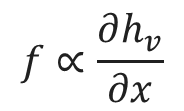 f ∝ ∂h_v / ∂x